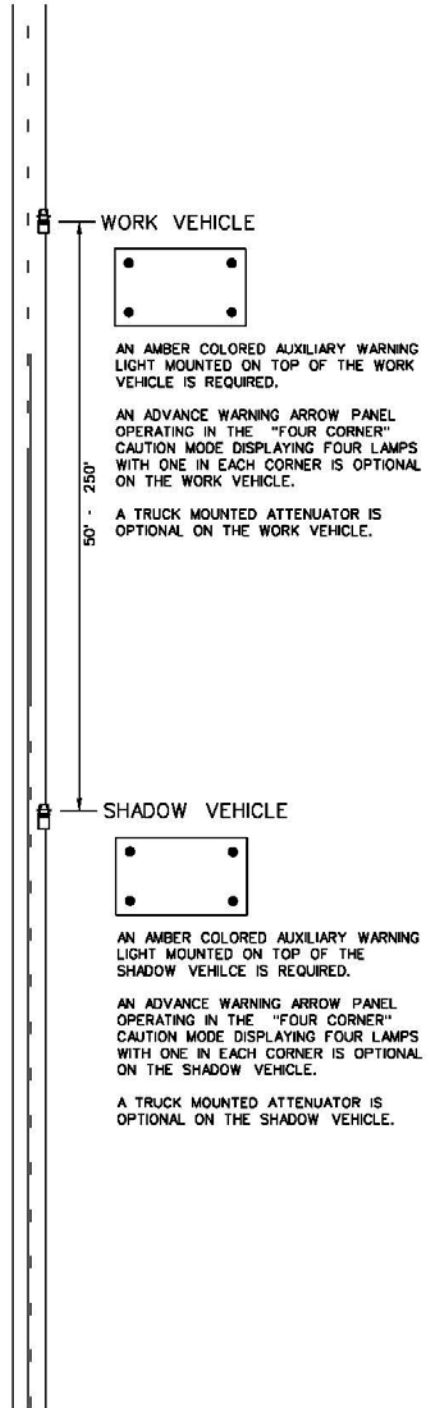 WORK VEHICLE
AN AMBER COLORED AUXILIARY WARNING
LIGHT MOUNTED ON TOP OF THE WORK
VEHICLE IS REQUIRED.
AN ADVANCE WARNING ARROW PANEL
OPERATING IN THE "FOUR CORNER"
CAUTION MODE DISPLAYING FOUR LAMPS
WITH ONE IN EACH CORNER IS OPTIONAL
ON THE WORK VEHICLE.
A TRUCK MOUNTED ATTENUATOR IS
OPTIONAL ON THE WORK VEHICLE.
50' - 250'
SHADOW VEHICLE
AN AMBER COLORED AUXILIARY WARNING
LIGHT MOUNTED ON TOP OF THE
SHADOW VEHILCE IS REQUIRED.
AN ADVANCE WARNING ARROW PANEL
OPERATING IN THE "FOUR CORNER"
CAUTION MODE DISPLAYING FOUR LAMPS
WITH ONE IN EACH CORNER IS OPTIONAL
ON THE SHADOW VEHICLE.
A TRUCK MOUNTED ATTENUATOR IS
OPTIONAL ON THE SHADOW VEHICLE.